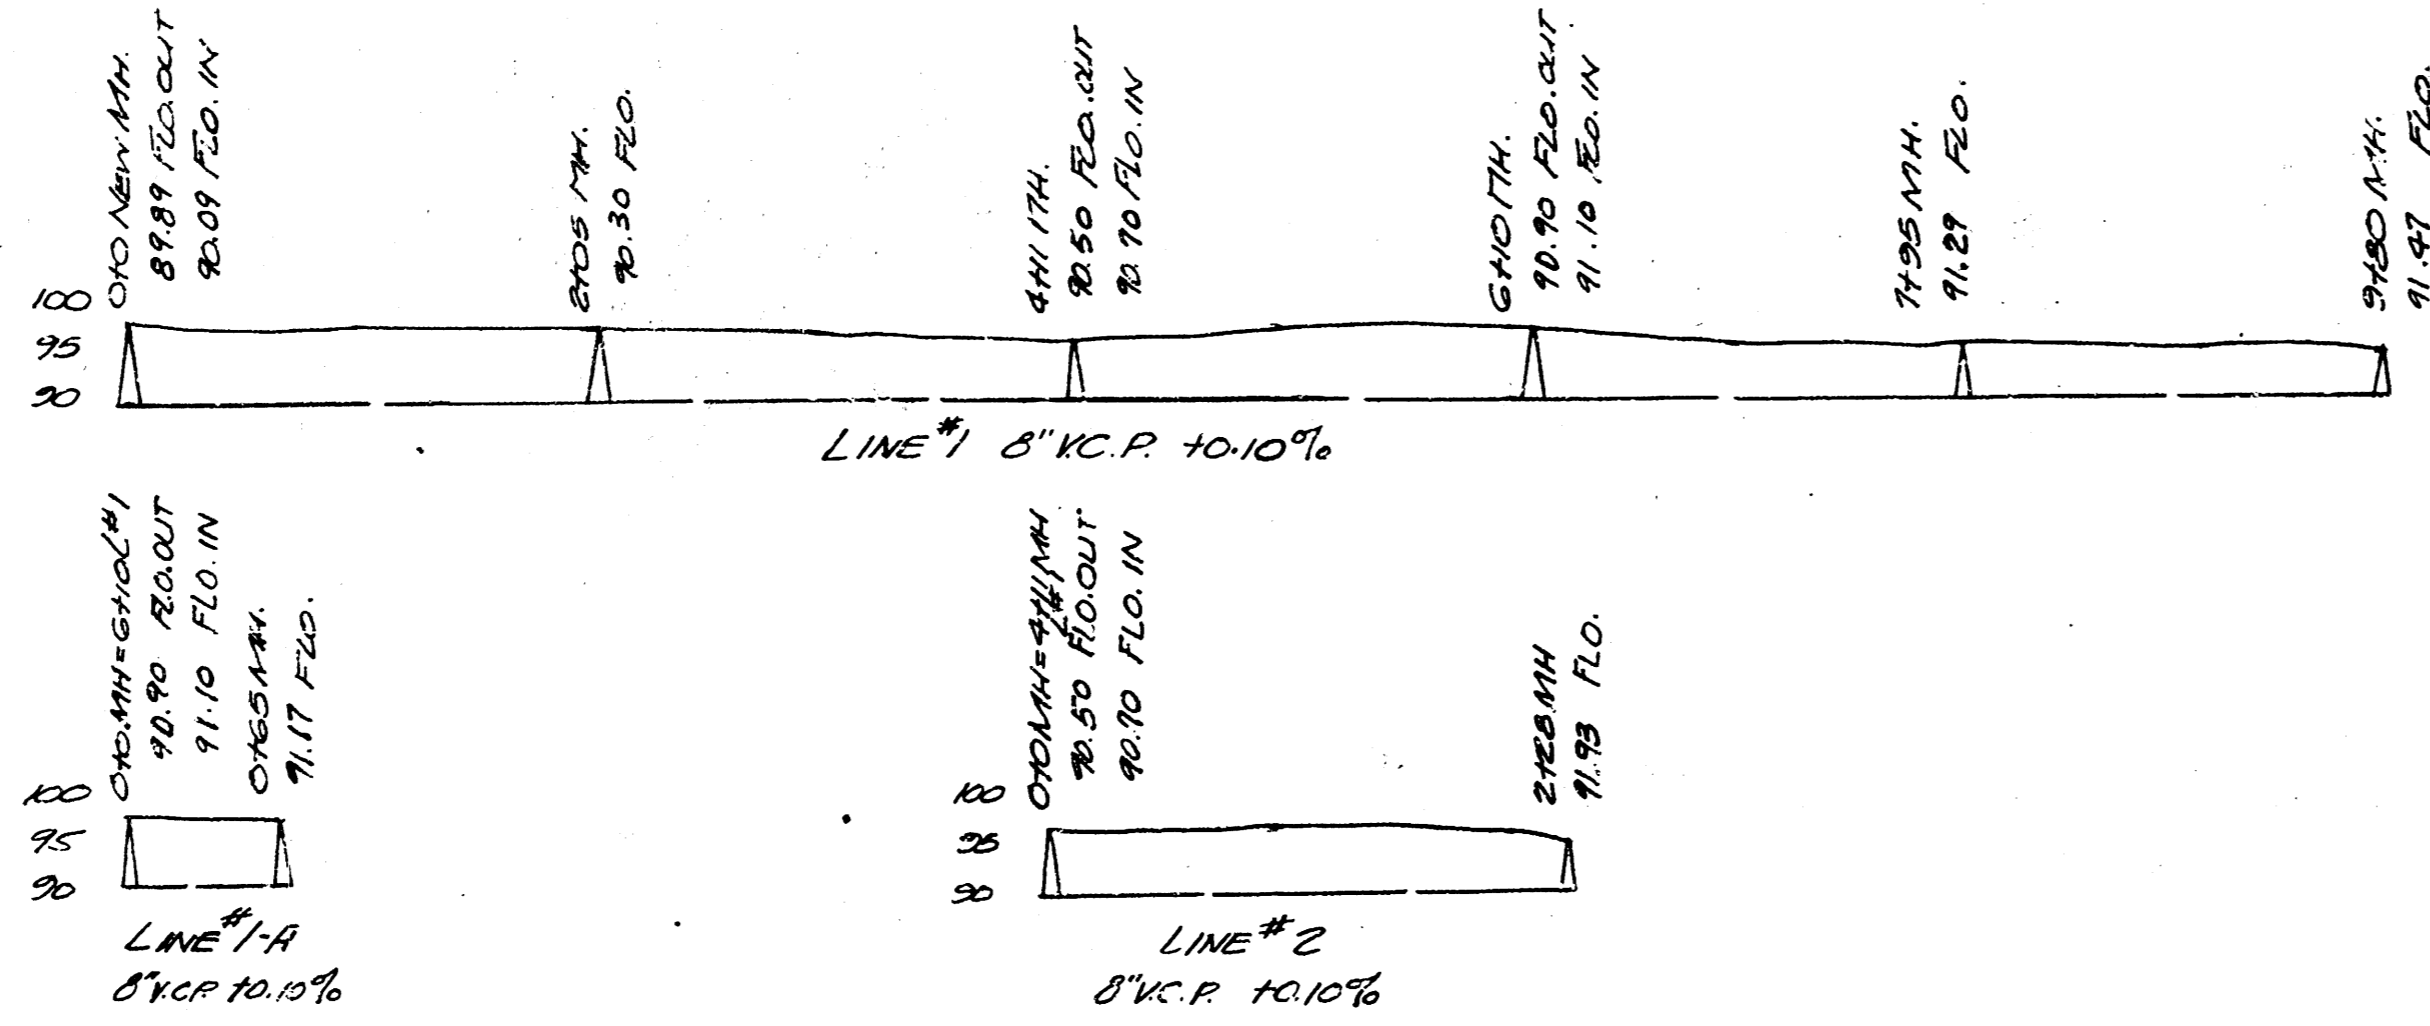 0+0 NEW MH.
89.89 FLO.OUT
90.09 FLO.IN
2+05 MH.
90.30 FLO.
4+11 MH.
90.50 FLO.OUT
90.70 FLO.IN
6+10 MH.
90.90 FLO.OUT
91.10 FLO.IN
7+95 MH.
91.29 FLO.
9+80 MH.
91.47 FLO.
100
95
90
LINE #1 8" V.C.P. +0.10%
0+0.MH=6+10L#1
90.90 FLO.OUT
91.10 FLO.IN
0+65 MH.
91.17 FLO.
100
95
90
LINE #1-A
8" V.C.P. +0.10%
0+0MH=4+11MH
L#1
90.50 FLO.OUT
90.70 FLO.IN
2+28 MH
91.93 FLO.
100
95
90
LINE #2
8" V.C.P. +0.10%